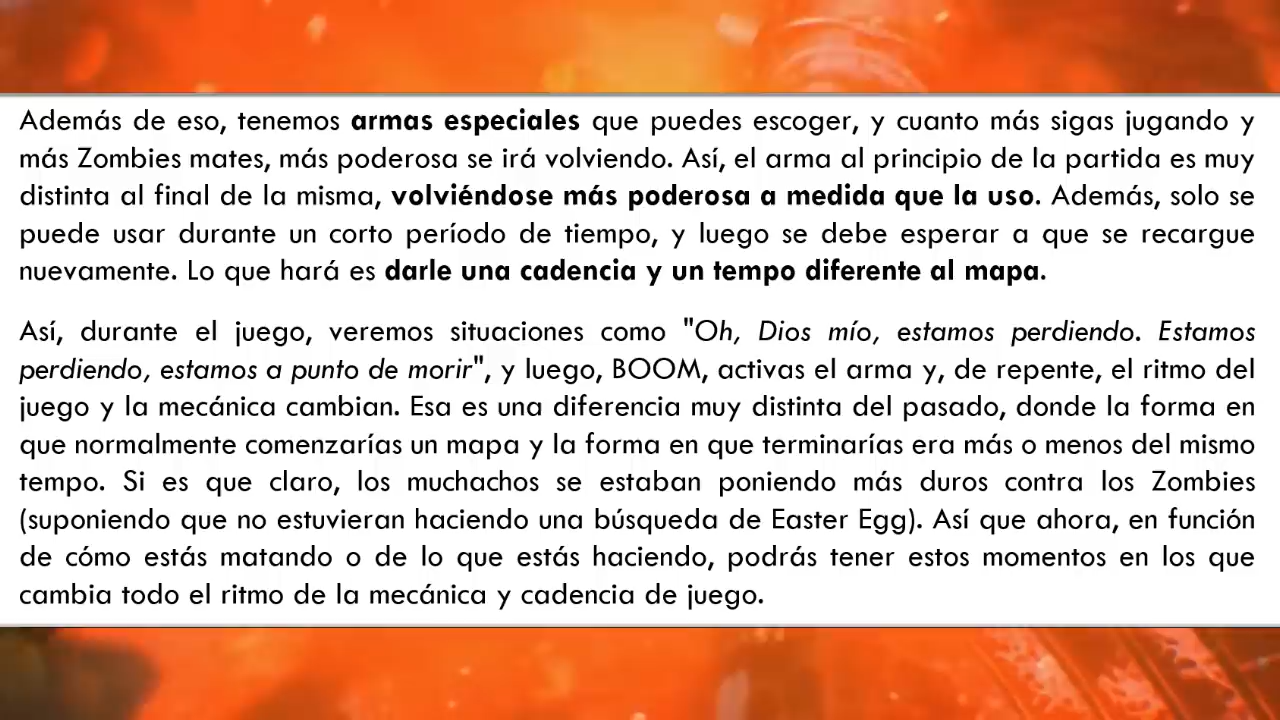 Además de eso, tenemos armas especiales que puedes escoger, y cuanto más sigas jugando y
más Zombies mates, más poderosa se irá volviendo. Así, el arma al principio de la partida es muy
distinta al final de la misma, volviéndose más poderosa a medida que la uso. Además, solo se
puede usar durante un corto período de tiempo, y luego se debe esperar a que se recargue
nuevamente. Lo que hará es darle una cadencia y un tempo diferente al mapa.
Así, durante el juego, veremos situaciones como "Oh, Dios mío, estamos perdiendo. Estamos
perdiendo, estamos a punto de morir", y luego, BOOM, activas el arma y, de repente, el ritmo del
juego y la mecánica cambian. Esa es una diferencia muy distinta del pasado, donde la forma en
que normalmente comenzarías un mapa y la forma en que terminarías era más o menos del mismo
tempo. Si es que claro, los muchachos se estaban poniendo más duros contra los Zombies
(suponiendo que no estuvieran haciendo una búsqueda de Easter Egg). Así que ahora, en función
de cómo estás matando o de lo que estás haciendo, podrás tener estos momentos en los que
cambia todo el ritmo de la mecánica y cadencia de juego.